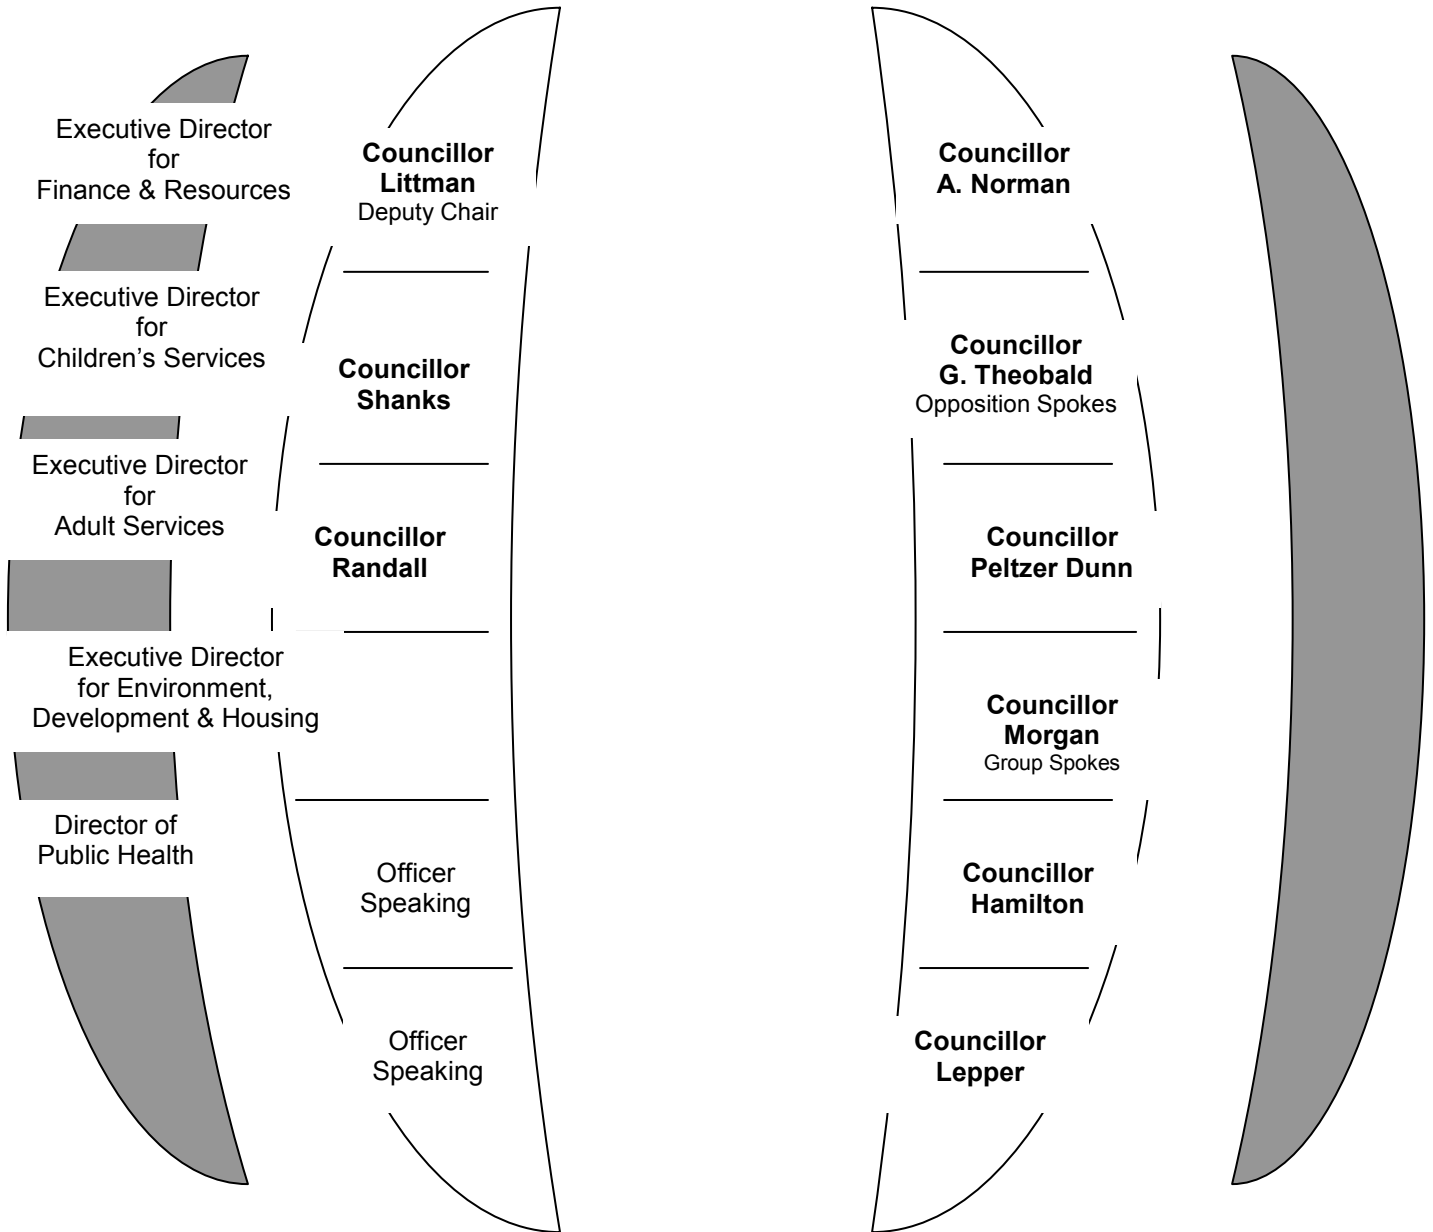 Executive Director
for
Finance & Resources
Executive Director
for
Children’s Services
Executive Director
for
Adult Services
Executive Director
for Environment,
Development & Housing
Director of
Public Health
Councillor
Littman
Deputy Chair
Councillor
Shanks
Councillor
Randall
Officer
Speaking
Officer
Speaking
Councillor
A. Norman
Councillor
G. Theobald
Opposition Spokes
Councillor
Peltzer Dunn
Councillor
Morgan
Group Spokes
Councillor
Hamilton
Councillor
Lepper